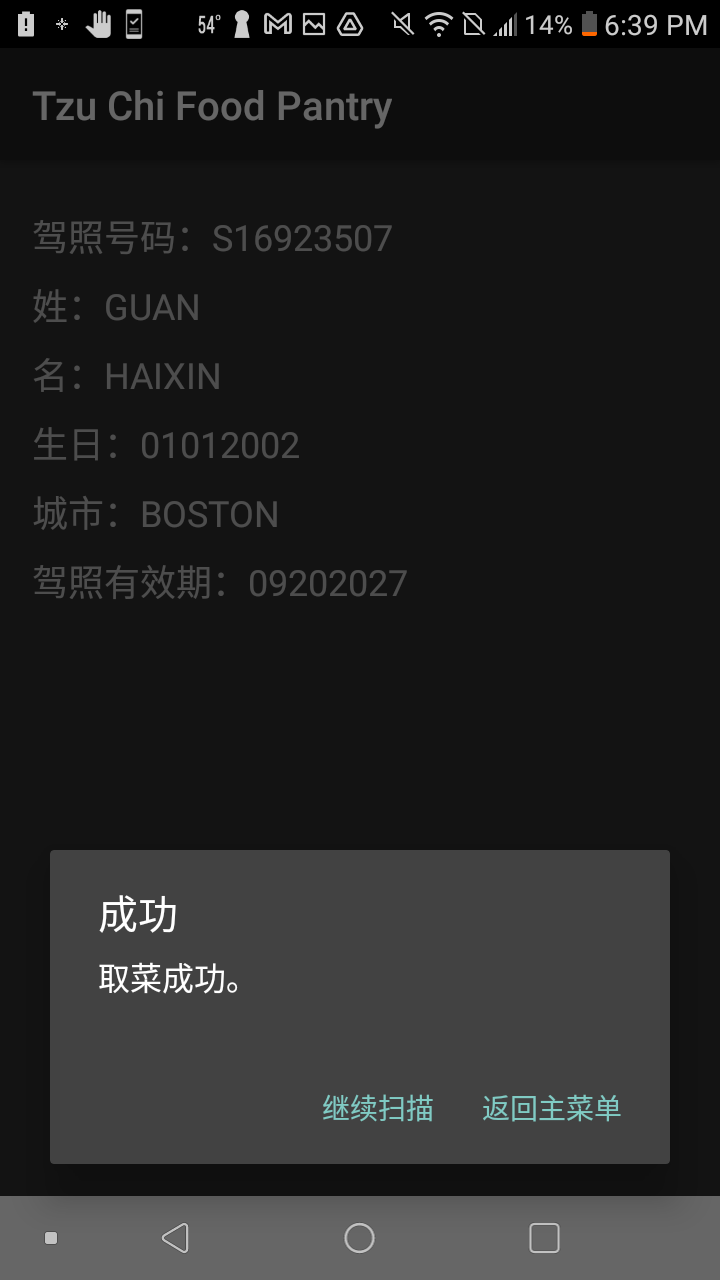 54° 14% 6:39 PM
Tzu Chi Food Pantry
驾照号码：S16923507
姓：GUAN
名：HAIXIN
生日：01012002
城市：BOSTON
驾照有效期：09202027
成功
取菜成功。
继续扫描 返回主菜单